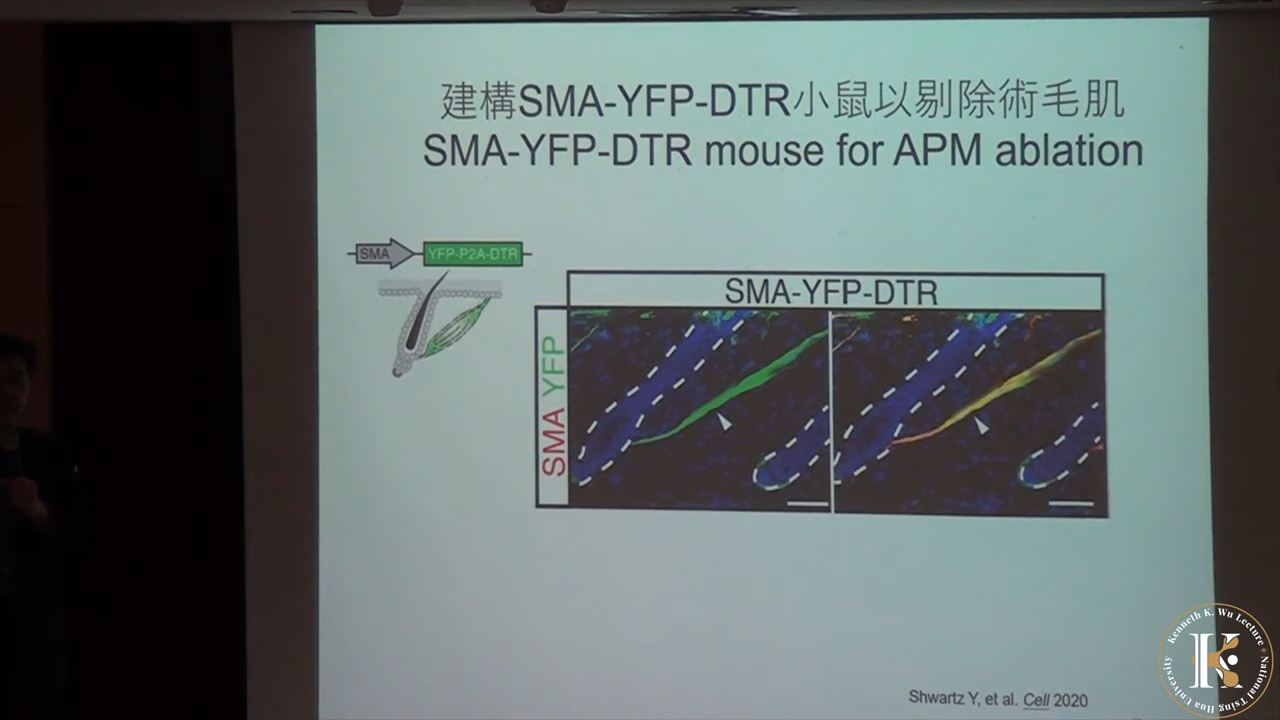 建構SMA-YFP-DTR小鼠以剔除術毛肌
SMA-YFP-DTR mouse for APM ablation
SMA
YFP-P2A-DTR
SMA-YFP-DTR
SMA YFP
Shwartz Y, et al. Cell 2020
Kenneth K. Wu Lecture
National Tsing Hua University
K